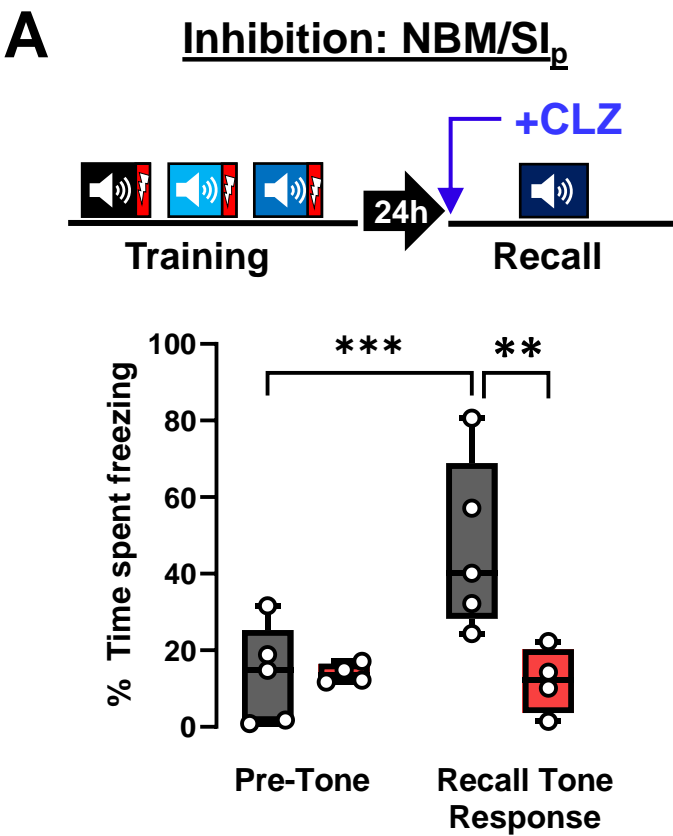 A
Inhibition: NBM/SIp
+CLZ
24h
Training
Recall
% Time spent freezing
100
80
60
40
20
0
***
**
Pre-Tone
Recall Tone
Response